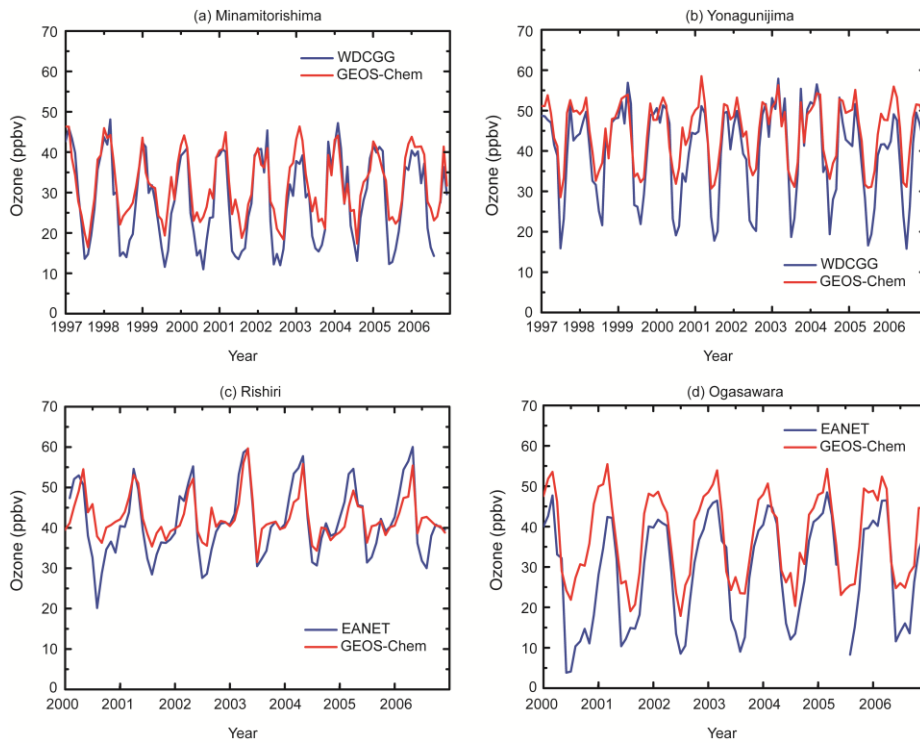 (a) Minamitorishima
70
60
50
40
30
20
10
0
Ozone (ppbv)
WDCGG
GEOS-Chem
1997 1998 1999 2000 2001 2002 2003 2004 2005 2006
Year
(b) Yonagunijima
70
60
50
40
30
20
10
0
Ozone (ppbv)
WDCGG
GEOS-Chem
1997 1998 1999 2000 2001 2002 2003 2004 2005 2006
Year
(c) Rishiri
70
60
50
40
30
20
10
0
Ozone (ppbv)
EANET
GEOS-Chem
2000 2001 2002 2003 2004 2005 2006
Year
(d) Ogasawara
70
60
50
40
30
20
10
0
Ozone (ppbv)
EANET
GEOS-Chem
2000 2001 2002 2003 2004 2005 2006
Year